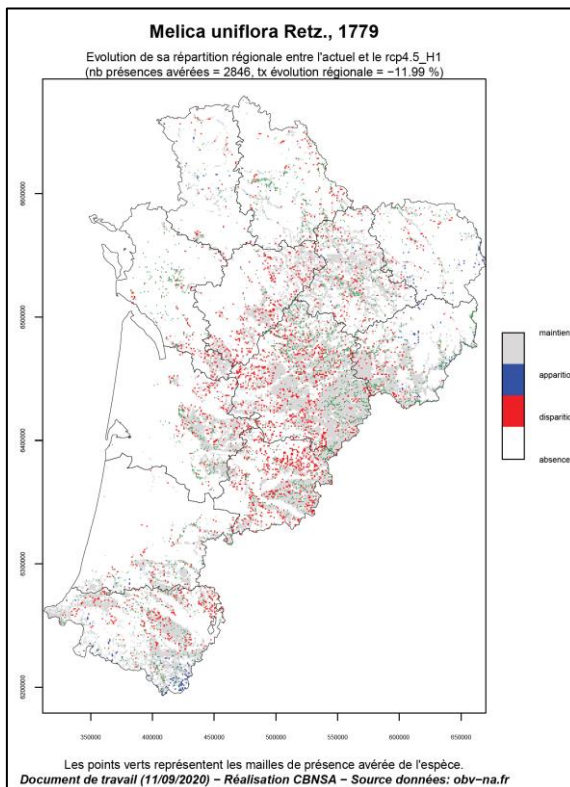 Melica uniflora Retz., 1779
Evolution de sa répartition régionale entre l'actuel et le rcp4.5_H1
(nb présences avérées = 2846, tx évolution régionale = −11.99 %)
6600000
6500000
6400000
6300000
6200000
maintien
apparitio
disparitio
absence
350000 400000 450000 500000 550000 600000 650000
Les points verts représentent les mailles de présence avérée de l'espèce.
Document de travail (11/09/2020) − Réalisation CBNSA − Source données: obv-na.fr